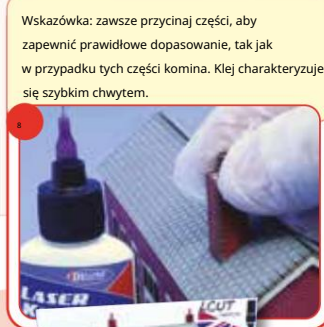 Wskazówka: zawsze przycinaj części, aby
zapewnić prawidłowe dopasowanie, tak jak
w przypadku tych części komina. Klej charakteryzuje
się szybkim chwytem.
8
Deluxe
LASER